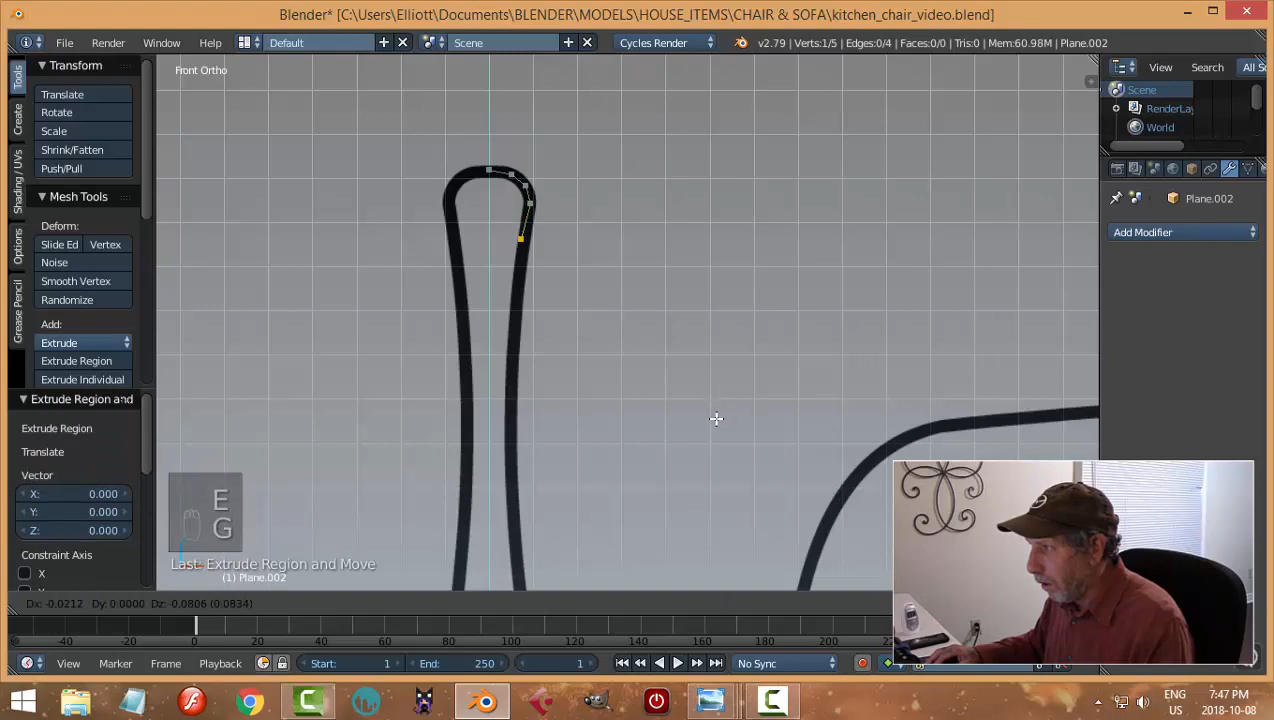 Blender* [C:\Users\Elliott\Documents\BLENDER\MODELS\HOUSE_ITEMS\CHAIR & SOFA\kitchen_chair_video.blend]
File Render Window Help Default Scene Cycles Render v2.79 | Verts:1/5 | Edges:0/4 | Faces:0/0 | Tris:0 | Mem:60.98M | Plane.002
Tools
Create
Shading / UVs
Options
Grease Pencil
Transform
Translate
Rotate
Scale
Shrink/Fatten
Push/Pull
Mesh Tools
Deform:
Slide Ed Vertex
Noise
Smooth Vertex
Randomize
Add:
Extrude
Extrude Region
Extrude Individual
Extrude Region and
Extrude Region
Translate
Vector
X: 0.000
Y: 0.000
Z: 0.000
Constraint Axis
X
Front Ortho
E
G
Last: Extrude Region and Move
(1) Plane.002
Dx: -0.0212 Dy: 0.0000 Dz: -0.0806 (0.0834)
View Search All S
Scene
RenderLay
World
Plane.002
Add Modifier
-40 -20 0 20 40 60 80 100 120 140 160 180 200
View Marker Frame Playback Start: 1 End: 250 1 No Sync
ENG 7:47 PM
US 2018-10-08